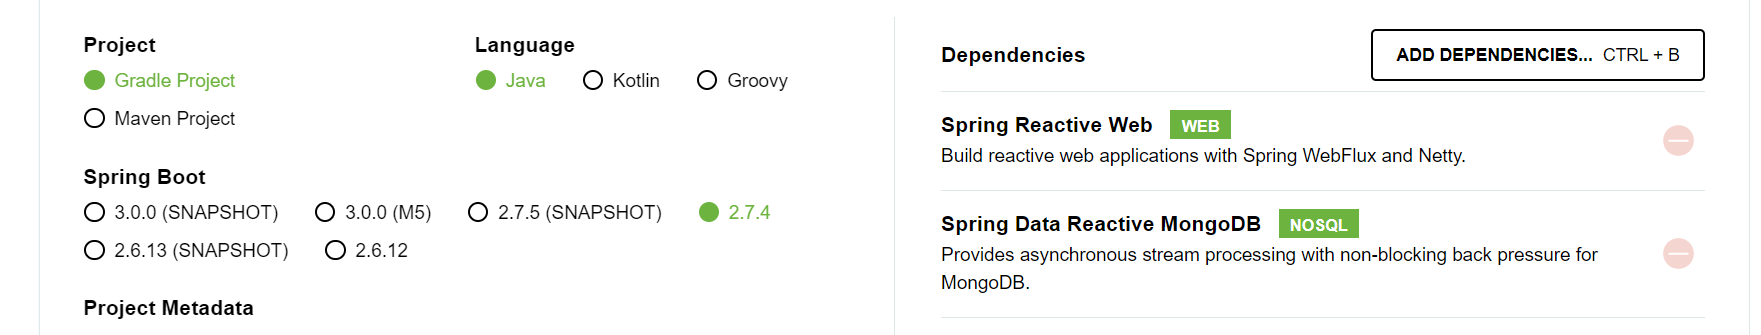 Project
Gradle Project
Maven Project
Language
Java Kotlin Groovy
Spring Boot
3.0.0 (SNAPSHOT) 3.0.0 (M5) 2.7.5 (SNAPSHOT) 2.7.4
2.6.13 (SNAPSHOT) 2.6.12
Project Metadata
Dependencies
ADD DEPENDENCIES... CTRL + B
Spring Reactive Web WEB
Build reactive web applications with Spring WebFlux and Netty.
Spring Data Reactive MongoDB NOSQL
Provides asynchronous stream processing with non-blocking back pressure for
MongoDB.